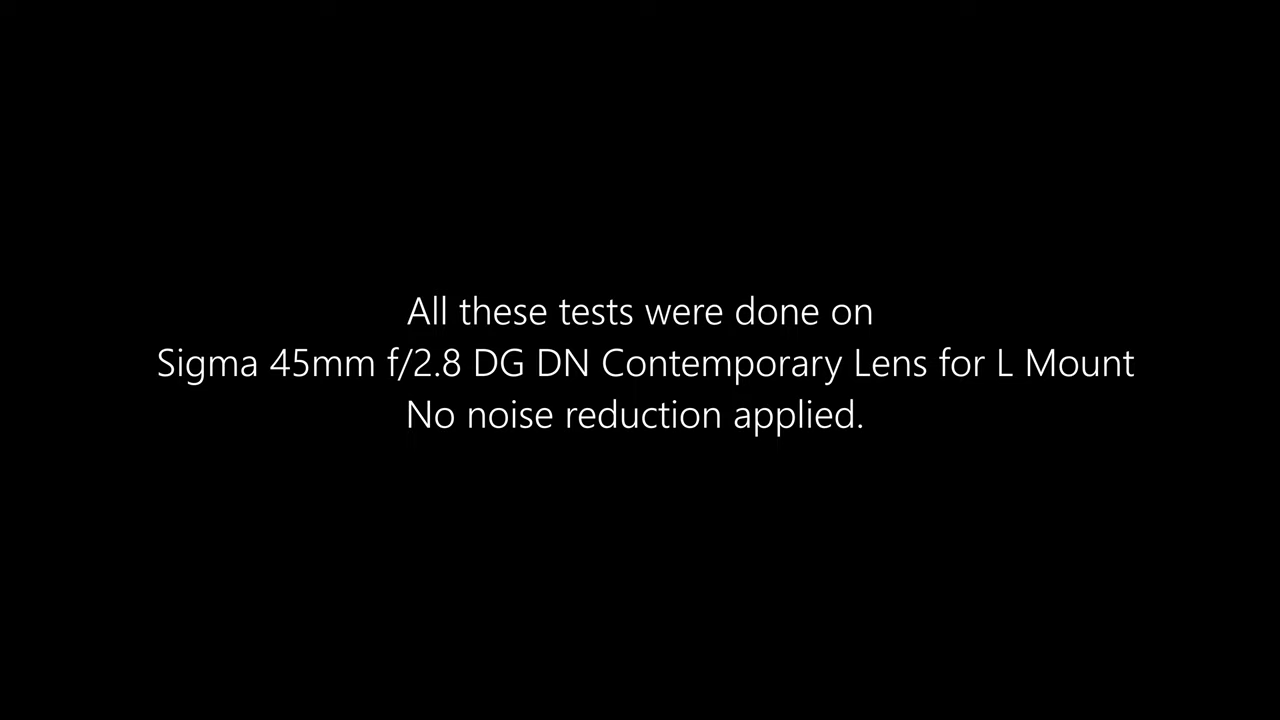 All these tests were done on
Sigma 45mm f/2.8 DG DN Contemporary Lens for L Mount
No noise reduction applied.